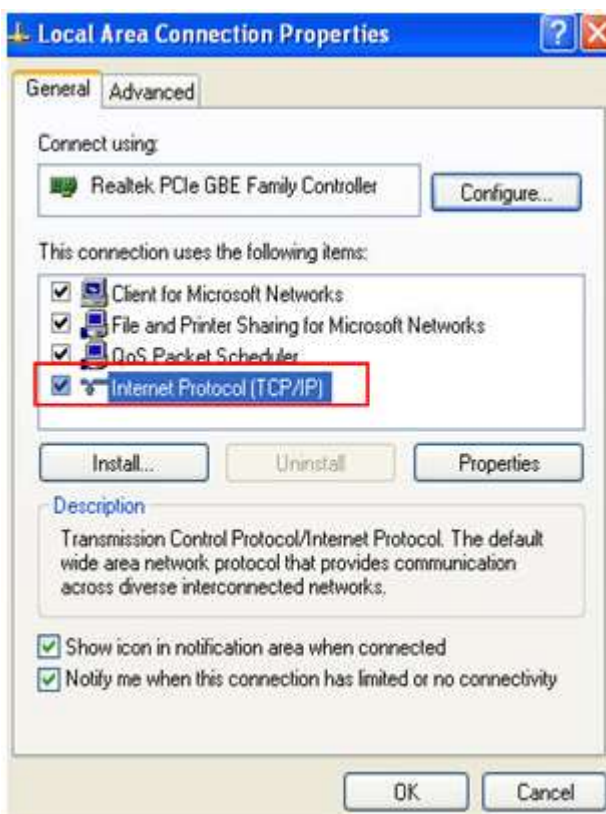 Local Area Connection Properties
General Advanced
Connect using:
Realtek PCIe GBE Family Controller
Configure...
This connection uses the following items:
Client for Microsoft Networks
File and Printer Sharing for Microsoft Networks
QoS Packet Scheduler
Internet Protocol (TCP/IP)
Install... Uninstall Properties
Description
Transmission Control Protocol/Internet Protocol. The default
wide area network protocol that provides communication
across diverse interconnected networks.
Show icon in notification area when connected
Notify me when this connection has limited or no connectivity
OK Cancel